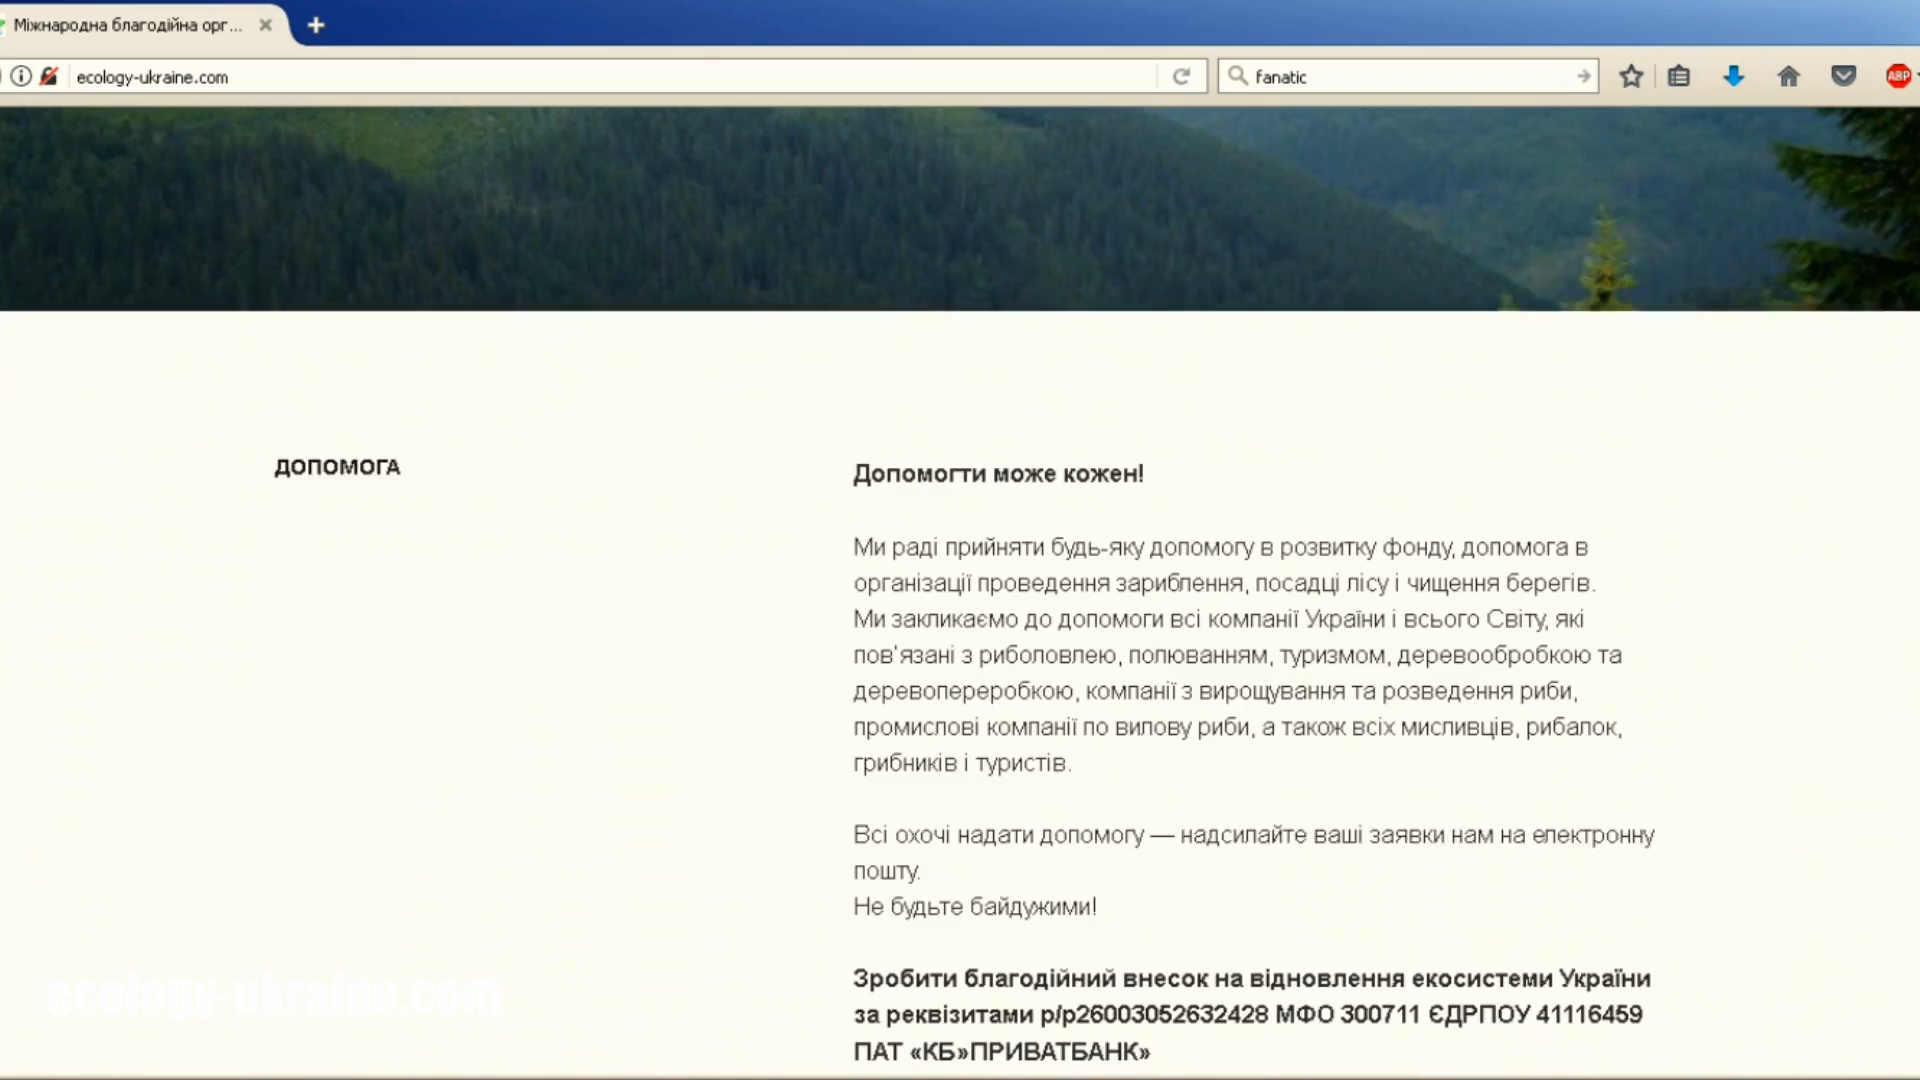 Міжнародна благодійна орг...
ecology-ukraine.com
fanatic
ABP
ДОПОМОГА
Допомогти може кожен!
Ми раді прийняти будь-яку допомогу в розвитку фонду, допомога в
організації проведення зариблення, посадці лісу і чищення берегів.
Ми закликаємо до допомоги всі компанії України і всього Світу, які
пов'язані з риболовлею, полюванням, туризмом, деревообробкою та
деревопереробкою, компанії з вирощування та розведення риби,
промислові компанії по вилову риби, а також всіх мисливців, рибалок,
грибників і туристів.
Всі охочі надати допомогу — надсилайте ваші заявки нам на електронну
пошту.
Не будьте байдужими!
Зробити благодійний внесок на відновлення екосистеми України
за реквізитами р/р26003052632428 МФО 300711 ЄДРПОУ 41116459
ПАТ «КБ»ПРИВАТБАНК»
ecology-ukraine.com